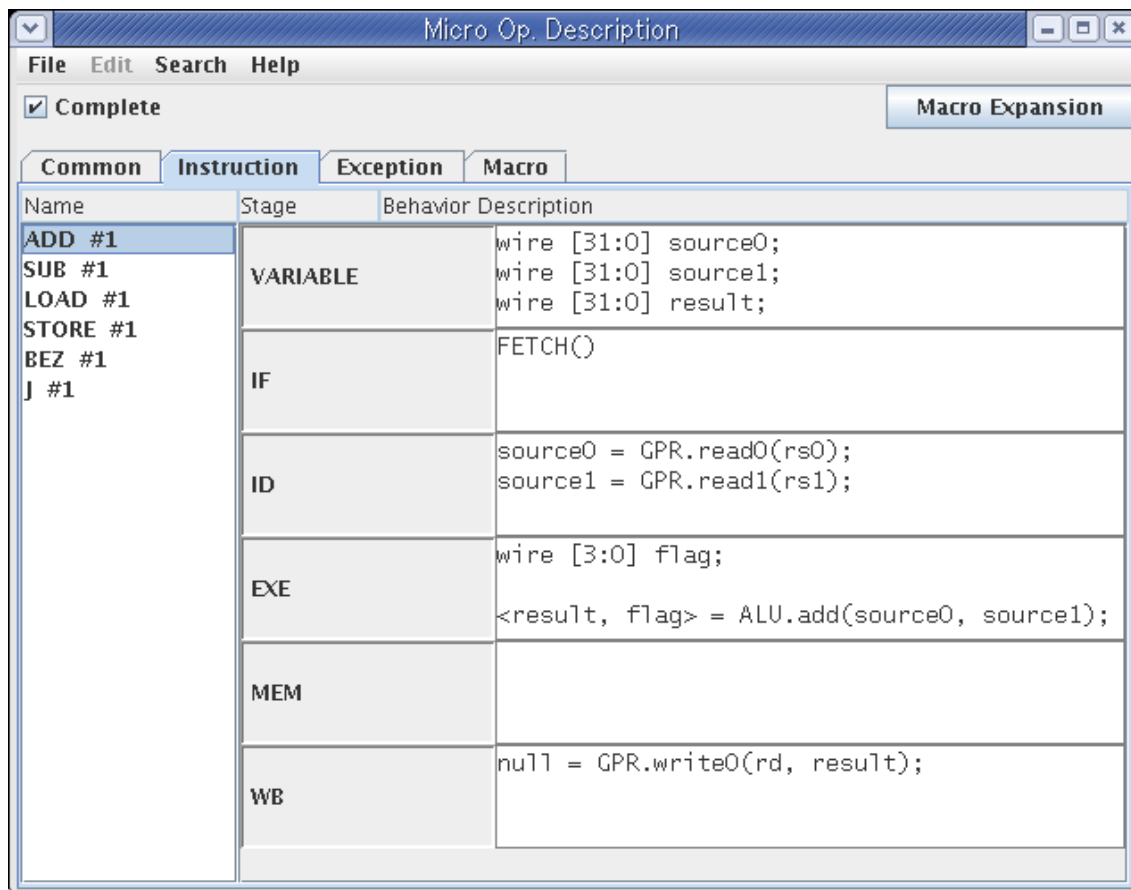 Micro Op. Description
File Edit Search Help
Complete
Macro Expansion
Common Instruction Exception Macro
Name Stage Behavior Description
ADD #1
SUB #1
LOAD #1
STORE #1
BEZ #1
J #1
VARIABLE
wire [31:0] source0;
wire [31:0] source1;
wire [31:0] result;
IF
FETCH()
ID
source0 = GPR.read0(rs0);
source1 = GPR.read1(rs1);
EXE
wire [3:0] flag;
<result, flag> = ALU.add(source0, source1);
MEM
WB
null = GPR.write0(rd, result);